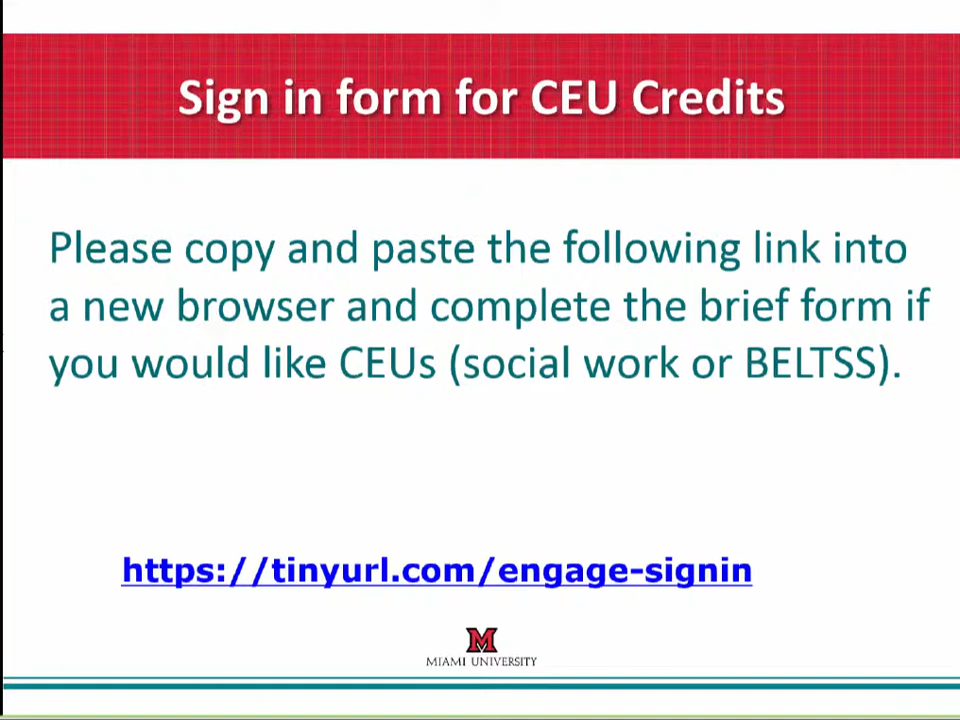 Sign in form for CEU Credits
Please copy and paste the following link into
a new browser and complete the brief form if
you would like CEUs (social work or BELTSS).
https://tinyurl.com/engage-signin
M
MIAMI UNIVERSITY